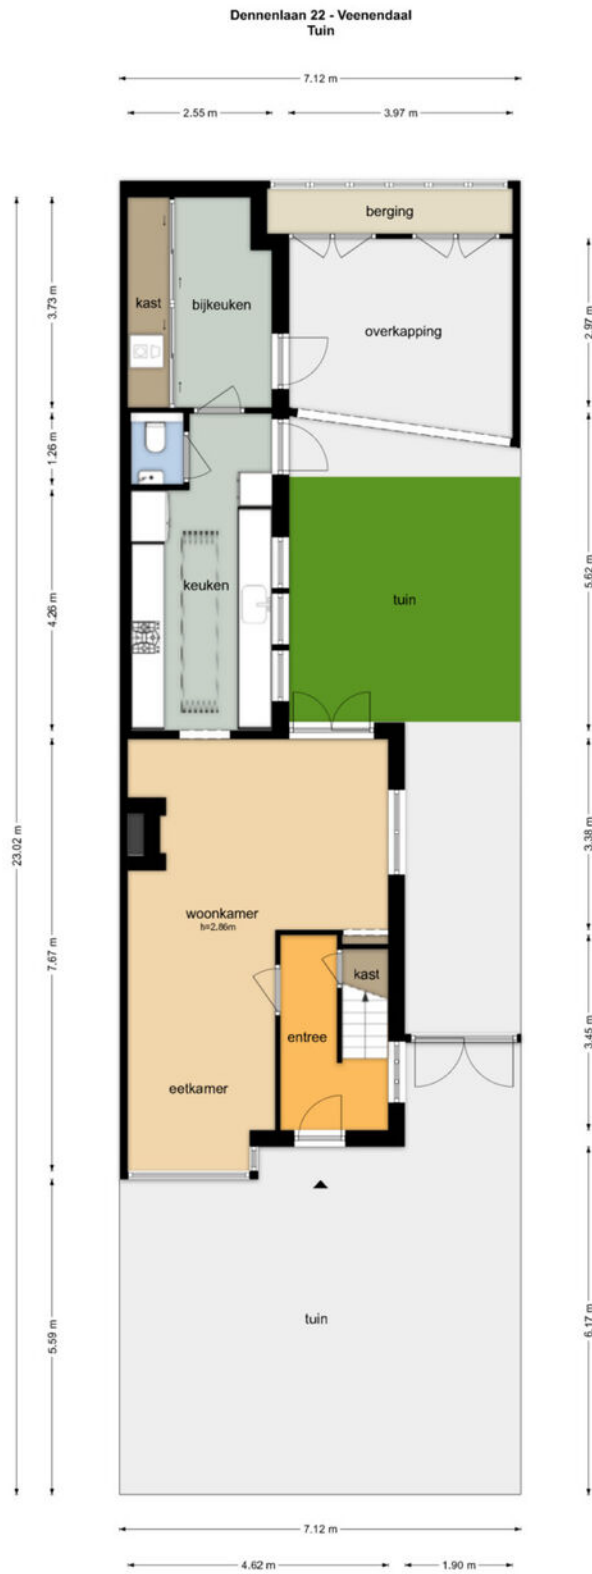 Dennenlaan 22 - Veenendaal
Tuin
7.12 m
2.55 m
3.97 m
berging
kast
bijkeuken
overkapping
3.73 m
2.97 m
1.26 m
keuken
tuin
4.26 m
5.62 m
23.02 m
woonkamer
h=2.86m
3.38 m
7.67 m
kast
entree
3.45 m
eetkamer
tuin
5.59 m
6.17 m
7.12 m
4.62 m
1.90 m